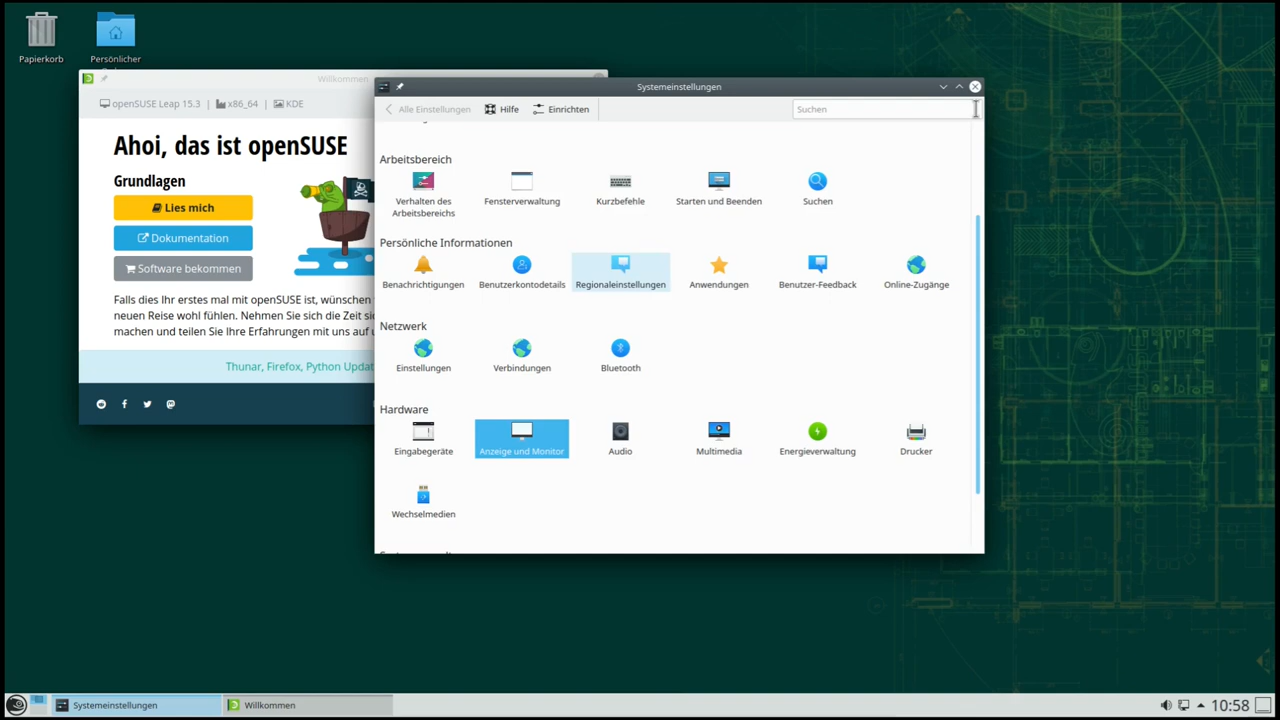 Papierkorb
Persönlicher
Willkommen
openSUSE Leap 15.3 | x86_64 | KDE
Ahoi, das ist openSUSE
Grundlagen
Lies mich
Dokumentation
Software bekommen
Falls dies Ihr erstes mal mit openSUSE ist, wünschen
neuen Reise wohl fühlen. Nehmen Sie sich die Zeit
machen und teilen Sie Ihre Erfahrungen mit uns auf
Thunar, Firefox, Python
Systemeinstellungen
Alle Einstellungen
Hilfe
Einrichten
Suchen
Arbeitsbereich
Verhalten des
Arbeitsbereichs
Fensterverwaltung
Kurzbefehle
Starten und Beenden
Suchen
Persönliche Informationen
Benachrichtigungen
Benutzerkontodetails
Regionaleinstellungen
Anwendungen
Benutzer-Feedback
Online-Zugänge
Netzwerk
Einstellungen
Verbindungen
Bluetooth
Hardware
Eingabegeräte
Anzeige und Monitor
Audio
Multimedia
Energieverwaltung
Drucker
Wechselmedien
Systemeinstellungen
Willkommen
10:58